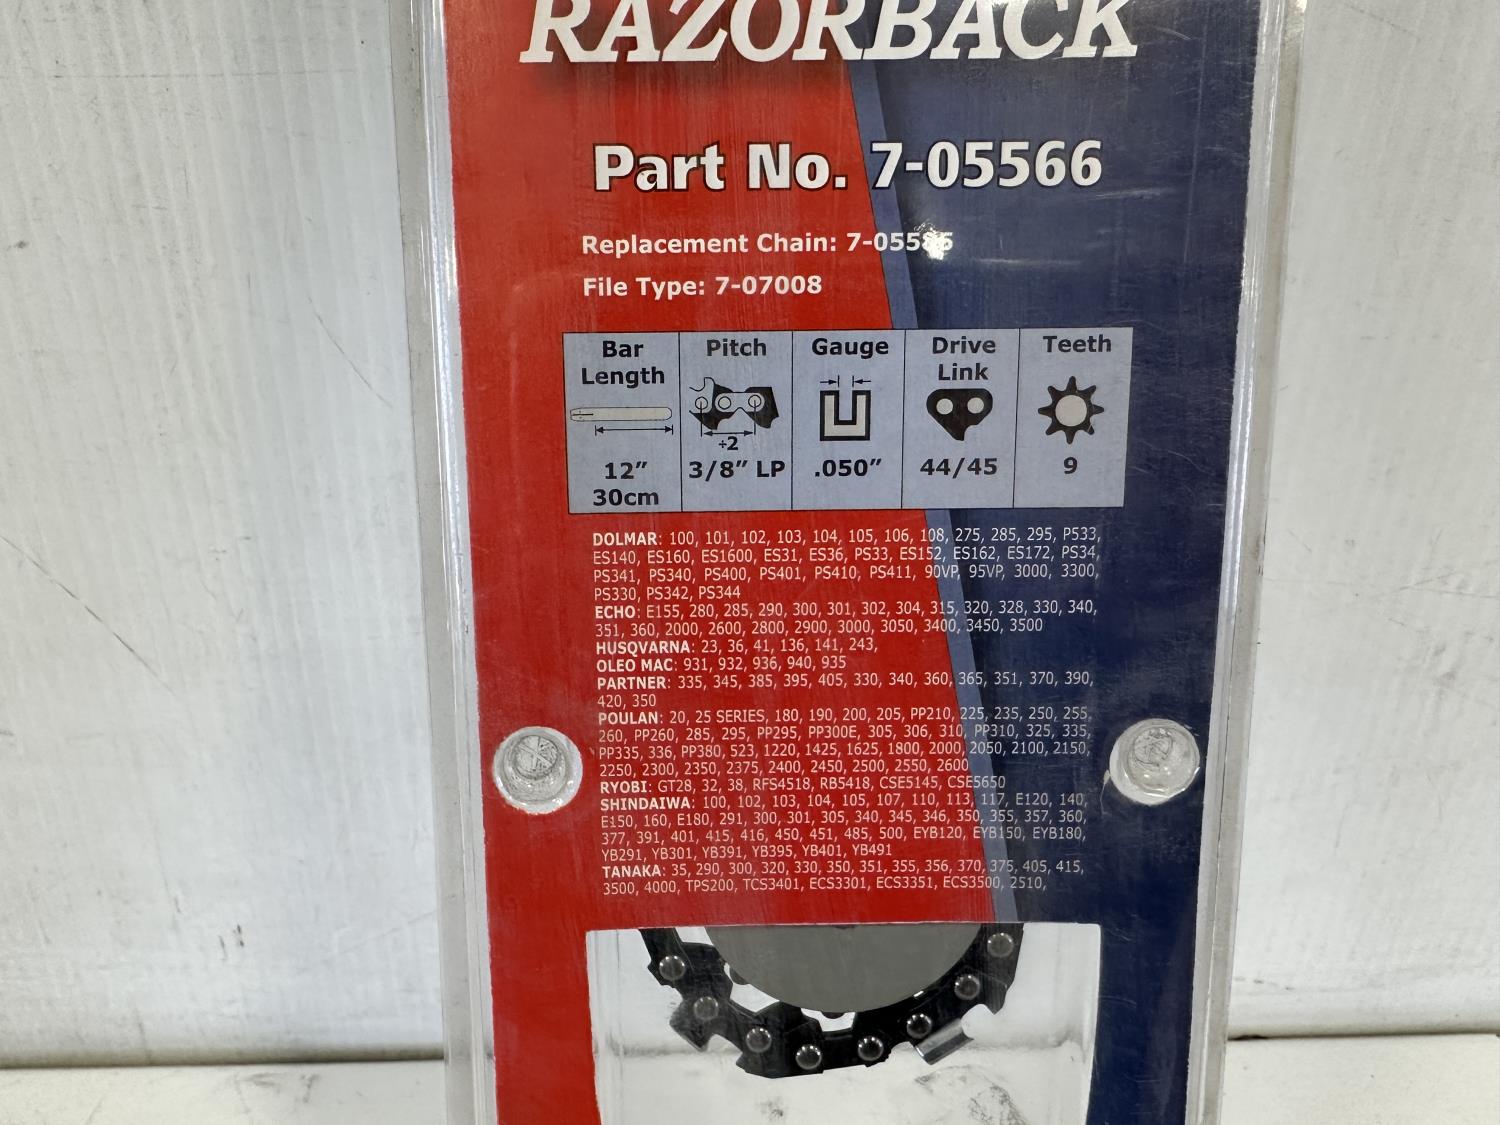 RAZORBACK
Part No. 7-05566
Replacement Chain:
File Type: 7-07008
Bar Length
Pitch
Gauge
Drive Link
Teeth
÷2
12" 30cm
3/8" LP
.050"
44/45
9
DOLMAR: 100, 101, 102, 103, 104, 105, 106, 108, 275, 285, 295, P533,
ES140, ES160, ES1600, ES31, ES36, PS33, ES152, ES162, ES172, PS34,
PS341, PS340, PS400, PS401, PS410, PS411, 90VP, 95VP, 3000, 3300,
PS330, PS342, PS344
ECHO: E155, 280, 285, 290, 300, 301, 302, 304, 315, 320, 328, 330, 340,
351, 360, 2000, 2600, 2800, 2900, 3000, 3050, 3400, 3450, 3500
HUSQVARNA: 23, 36, 41, 136, 141, 243,
OLEO MAC: 931, 932, 936, 940, 935
PARTNER: 335, 345, 385, 395, 405, 330, 340, 360, 365, 351, 370, 390,
420, 350
POULAN: 20, 25 SERIES, 180, 190, 200, 205, PP210, 225, 235, 250, 255,
260, PP260, 285, 295, PP295, PP300E, 305, 306, 310, PP310, 325, 335,
PP335, 336, PP380, 523, 1220, 1425, 1625, 1800, 2000, 2050, 2100, 2150,
2250, 2300, 2350, 2375, 2400, 2450, 2500, 2550, 2600
RYOBI: GT28, 32, 38, RFS4518, RB5418, CSE5145, CSE5650
SHINDAIWA: 100, 102, 103, 104, 105, 107, 110, 113, 117, E120, 140,
E150, 160, E180, 291, 300, 301, 305, 340, 345, 346, 350, 355, 357, 360,
377, 391, 401, 415, 416, 450, 451, 485, 500, EYB120, EYB150, EYB180,
YB291, YB301, YB391, YB395, YB401, YB491
TANAKA: 35, 290, 300, 320, 330, 350, 351, 355, 356, 370, 375, 405, 415,
3500, 4000, TPS200, TCS3401, ECS3301, ECS3351, ECS3500, 2510,